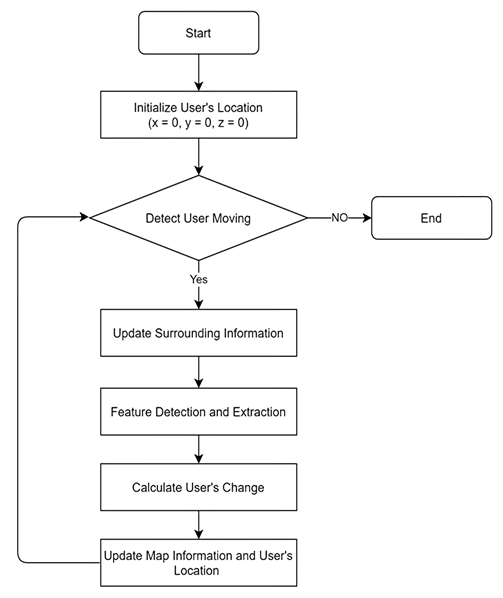 Start
Initialize User's Location
(x = 0, y = 0, z = 0)
Detect User Moving
NO
End
Yes
Update Surrounding Information
Feature Detection and Extraction
Calculate User's Change
Update Map Information and User's
Location